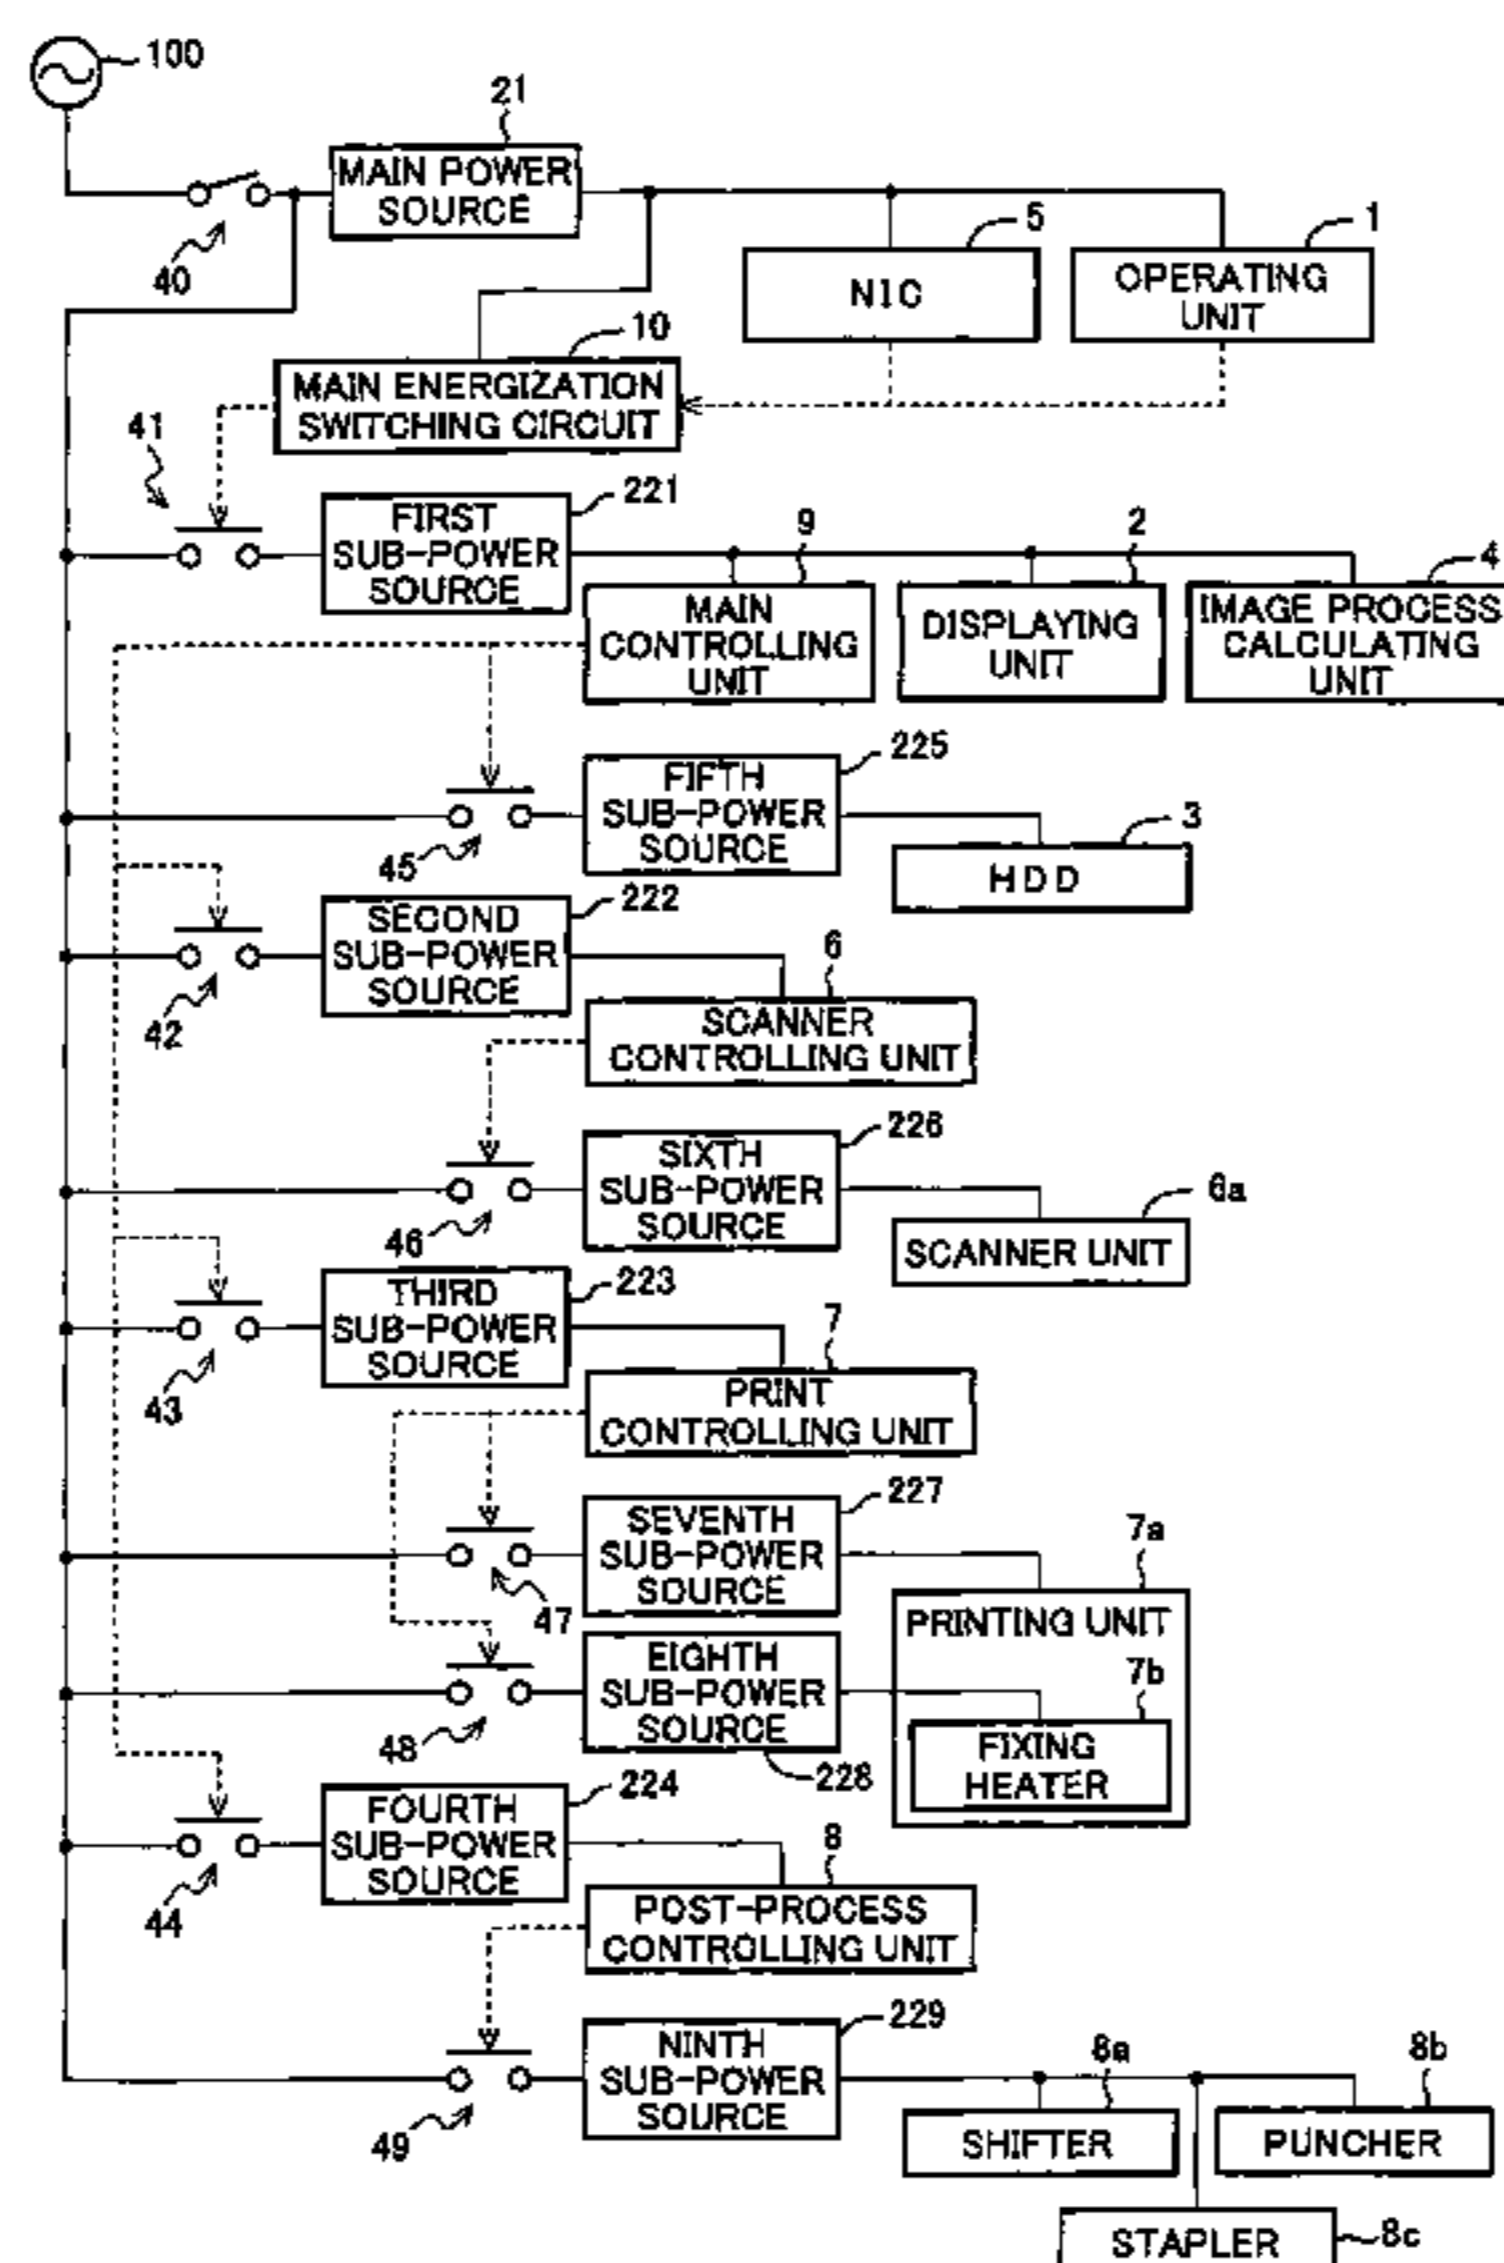 100
21
MAIN POWER
SOURCE
40
5
NIC
1
OPERATING
UNIT
10
MAIN ENERGIZATION
SWITCHING CIRCUIT
41
221
FIRST
SUB-POWER
SOURCE
9
MAIN
CONTROLLING
UNIT
2
DISPLAYING
UNIT
4
IMAGE PROCESS
CALCULATING
UNIT
225
FIFTH
SUB-POWER
SOURCE
45
3
HDD
222
SECOND
SUB-POWER
SOURCE
42
6
SCANNER
CONTROLLING UNIT
226
SIXTH
SUB-POWER
SOURCE
46
6a
SCANNER UNIT
223
THIRD
SUB-POWER
SOURCE
43
7
PRINT
CONTROLLING UNIT
227
SEVENTH
SUB-POWER
SOURCE
47
7a
PRINTING UNIT
EIGHTH
SUB-POWER
SOURCE
48
228
7b
FIXING
HEATER
224
FOURTH
SUB-POWER
SOURCE
44
8
POST-PROCESS
CONTROLLING UNIT
229
NINTH
SUB-POWER
SOURCE
49
8a
SHIFTER
8b
PUNCHER
STAPLER
8c